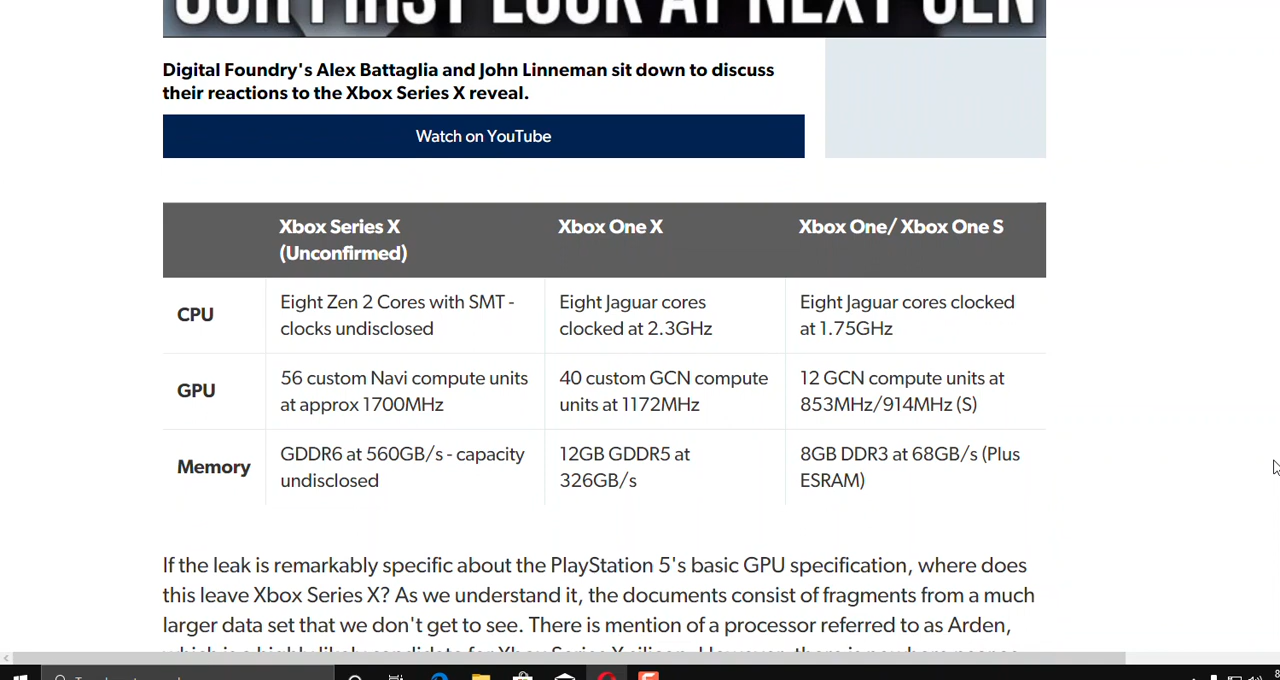 OUR FIRST LOOK AT NEXT GEN
Digital Foundry's Alex Battaglia and John Linneman sit down to discuss
their reactions to the Xbox Series X reveal.
Watch on YouTube
Xbox Series X
(Unconfirmed)
Xbox One X
Xbox One/ Xbox One S
CPU
Eight Zen 2 Cores with SMT -
clocks undisclosed
Eight Jaguar cores
clocked at 2.3GHz
Eight Jaguar cores clocked
at 1.75GHz
GPU
56 custom Navi compute units
at approx 1700MHz
40 custom GCN compute
units at 1172MHz
12 GCN compute units at
853MHz/914MHz (S)
Memory
GDDR6 at 560GB/s - capacity
undisclosed
12GB GDDR5 at
326GB/s
8GB DDR3 at 68GB/s (Plus
ESRAM)
If the leak is remarkably specific about the PlayStation 5's basic GPU specification, where does
this leave Xbox Series X? As we understand it, the documents consist of fragments from a much
larger data set that we don't get to see. There is mention of a processor referred to as Arden,